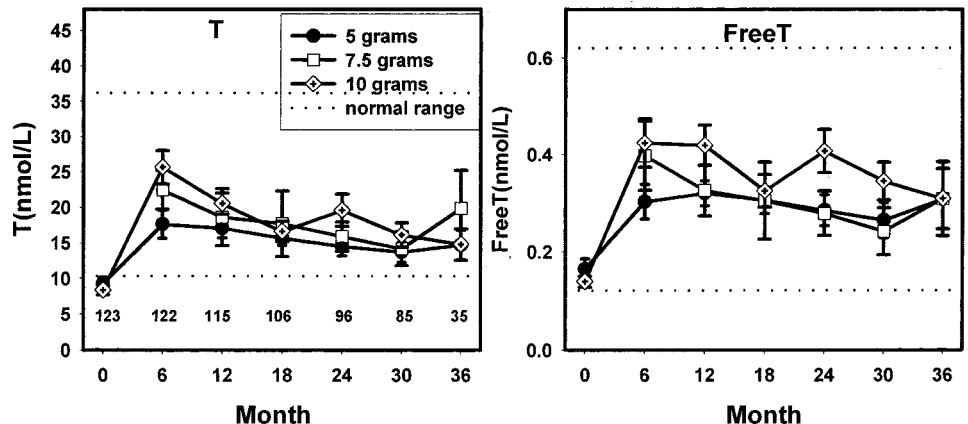 T
5 grams
7.5 grams
10 grams
normal range
T(nmol/L)
45
40
35
30
25
20
15
10
5
0
123 122 115 106 96 85 35
0 6 12 18 24 30 36
Month
FreeT
FreeT(nmol/L)
0.6
0.4
0.2
0.0
0 6 12 18 24 30 36
Month